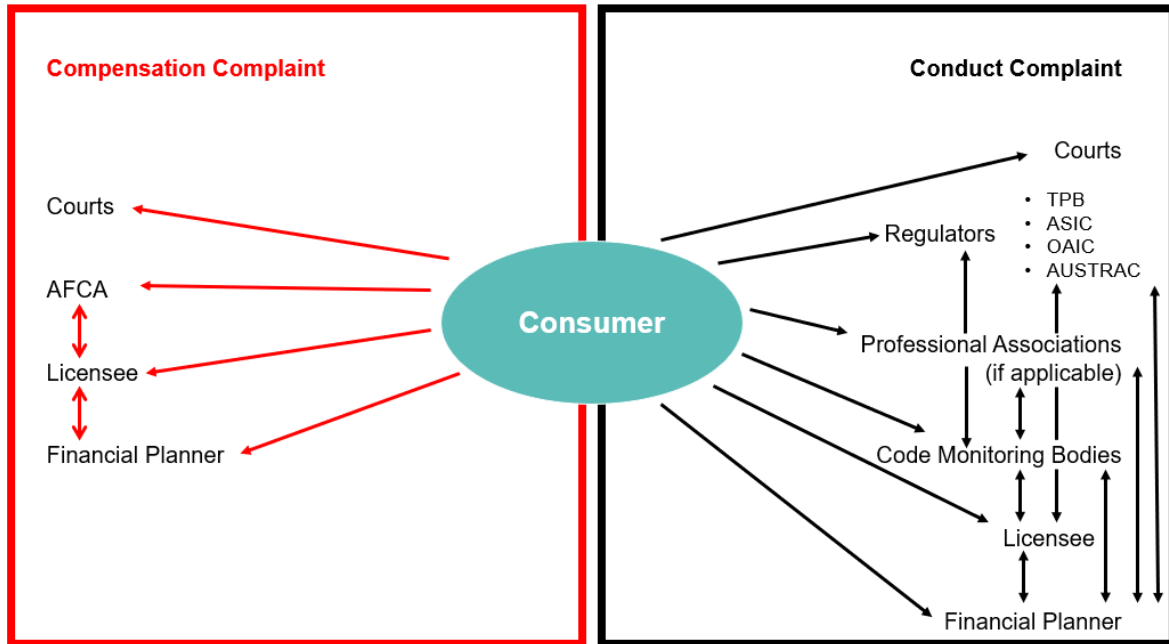 Compensation Complaint
Courts
AFCA
Licensee
Financial Planner
Consumer
Conduct Complaint
Courts
• TPB
• ASIC
• OAIC
• AUSTRAC
Regulators
Professional Associations
(if applicable)
Code Monitoring Bodies
Licensee
Financial Planner